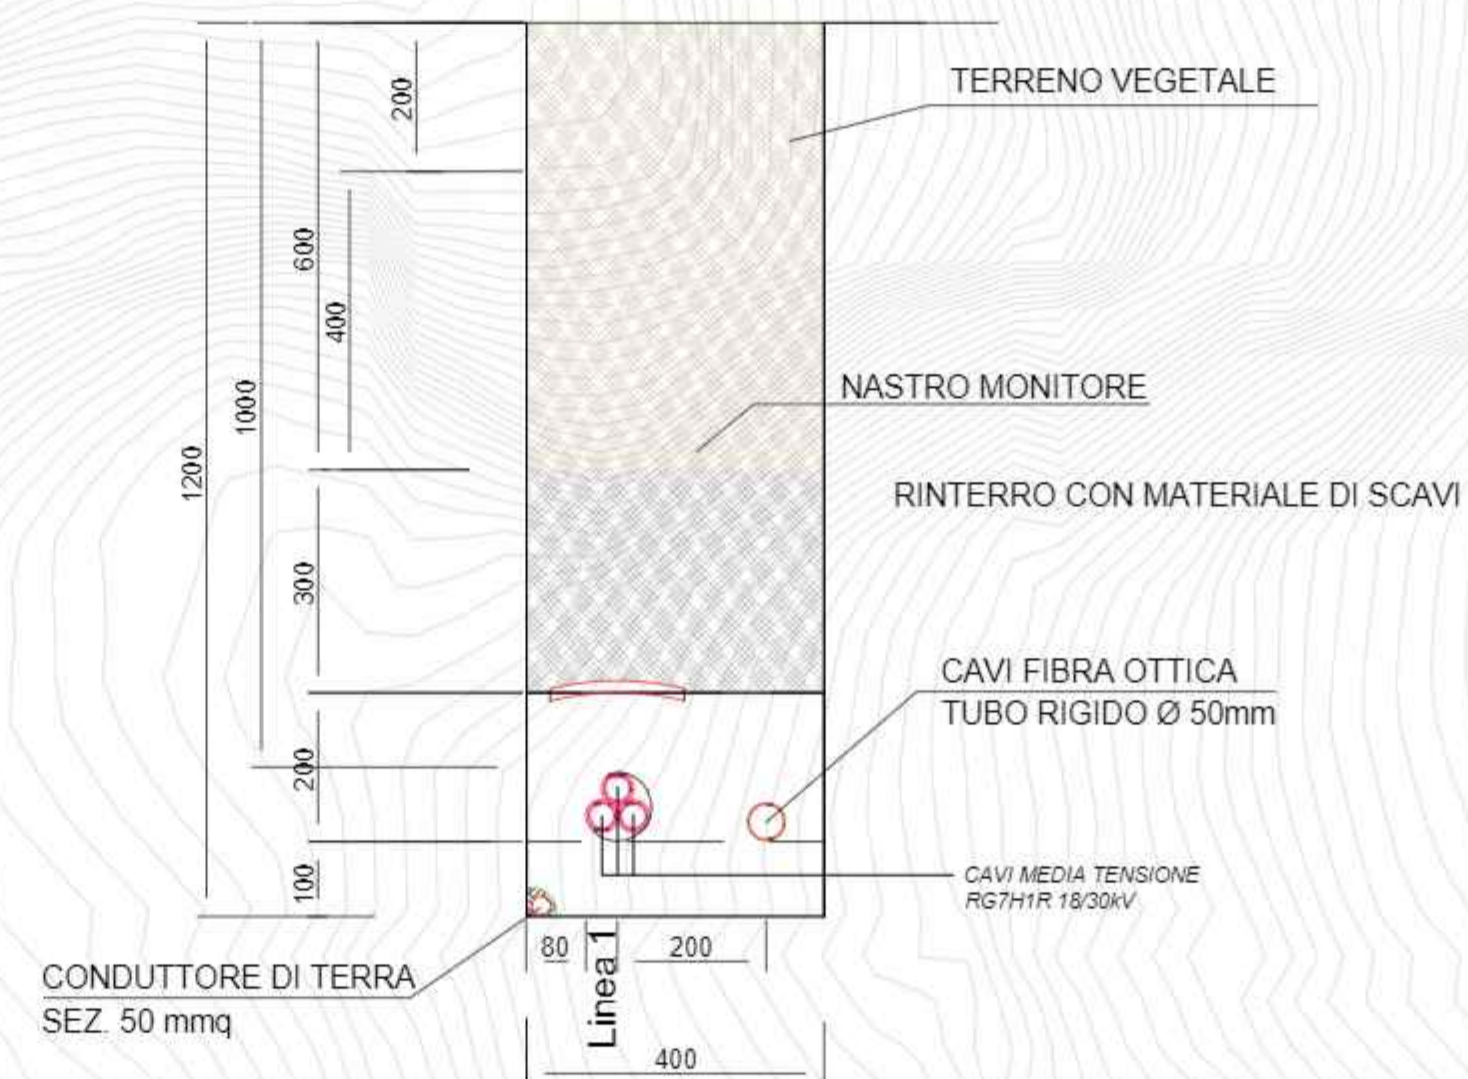 200
TERRENO VEGETALE
600
400
NASTRO MONITORE
1000
1200
RINTERRO CON MATERIALE DI SCAVI
300
CAVI FIBRA OTTICA
TUBO RIGIDO Ø 50mm
200
100
CAVI MEDIA TENSIONE
RG7H1R 18/30kV
80
Linea 1
200
CONDUTTORE DI TERRA
SEZ. 50 mmq
400